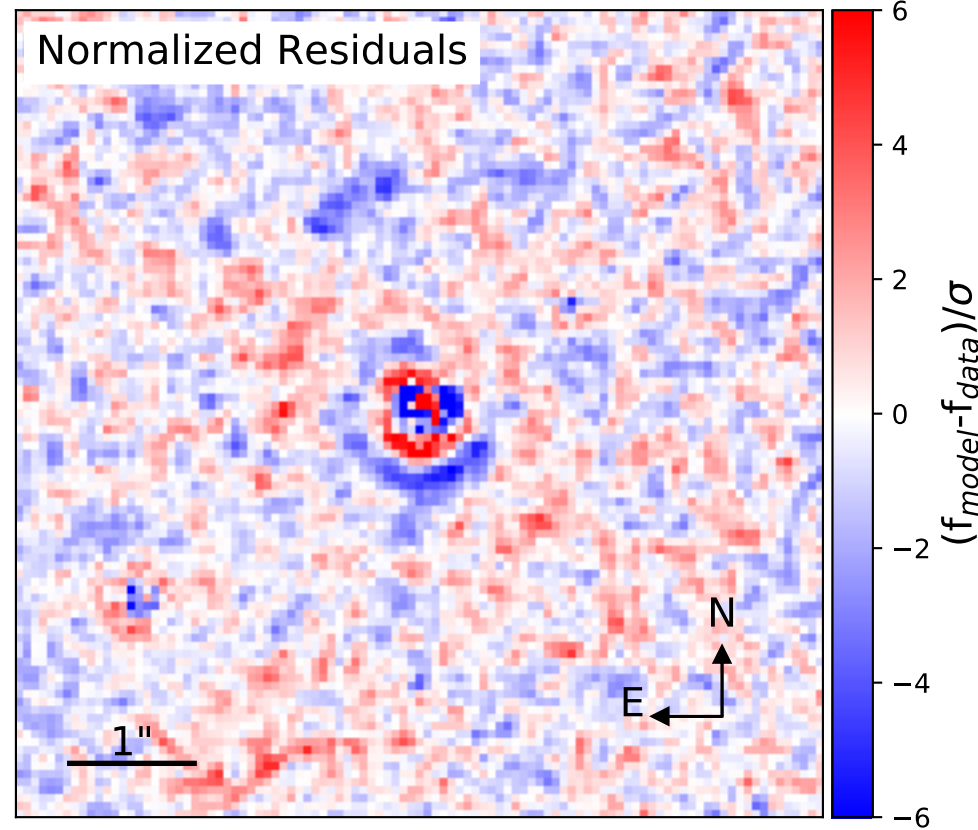 Normalized Residuals
6
4
2
0
−2
−4
−6
(f_model-f_data)/σ
N
E
1"